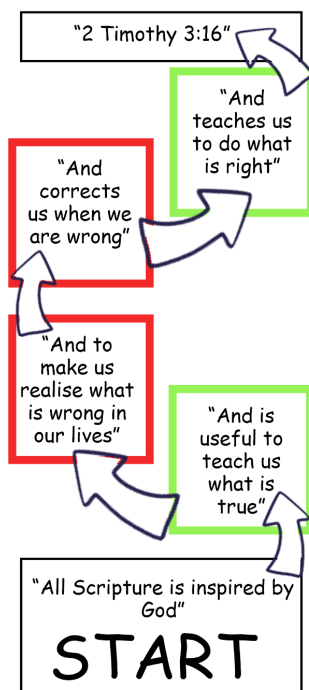 “2 Timothy 3:16”
“And
teaches us
to do what
is right”
“And
corrects
us when we
are wrong”
“And to
make us
realise what
is wrong in
our lives”
“And is
useful to
teach us
what is
true”
“All Scripture is inspired by
God”
START